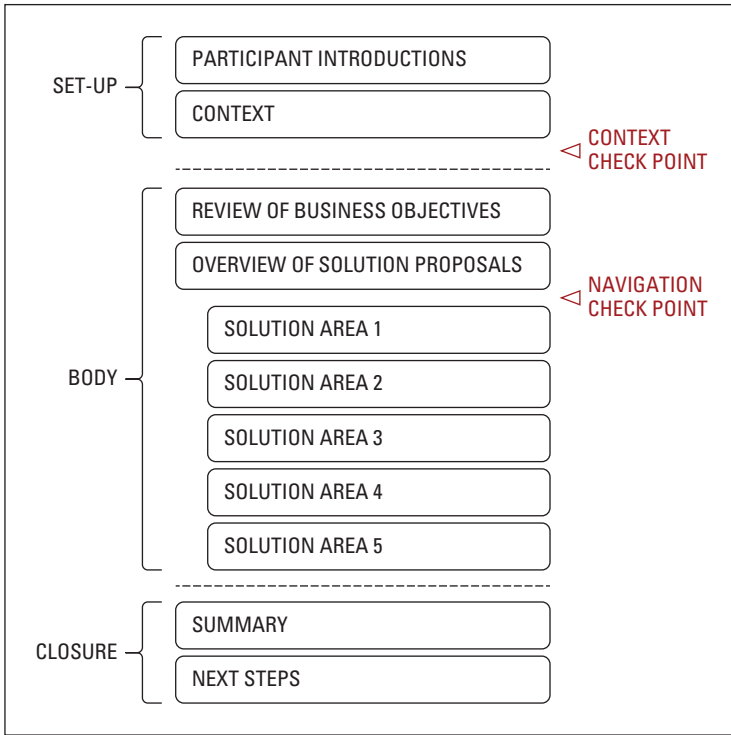 PARTICIPANT INTRODUCTIONS
SET-UP
CONTEXT
CONTEXT
CHECK POINT
REVIEW OF BUSINESS OBJECTIVES
OVERVIEW OF SOLUTION PROPOSALS
NAVIGATION
CHECK POINT
SOLUTION AREA 1
BODY
SOLUTION AREA 2
SOLUTION AREA 3
SOLUTION AREA 4
SOLUTION AREA 5
SUMMARY
CLOSURE
NEXT STEPS